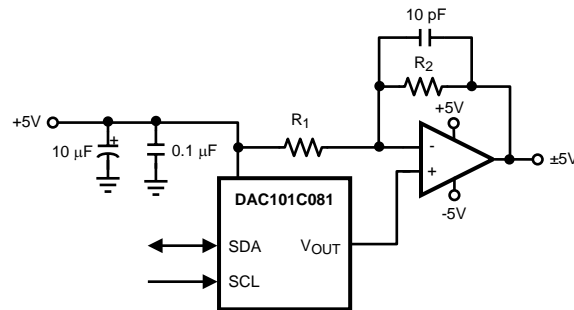 10 pF
R2
+5V
R1
+5V
10 μF
+
0.1 μF
-
+
±5V
-5V
DAC101C081
SDA
VOUT
SCL